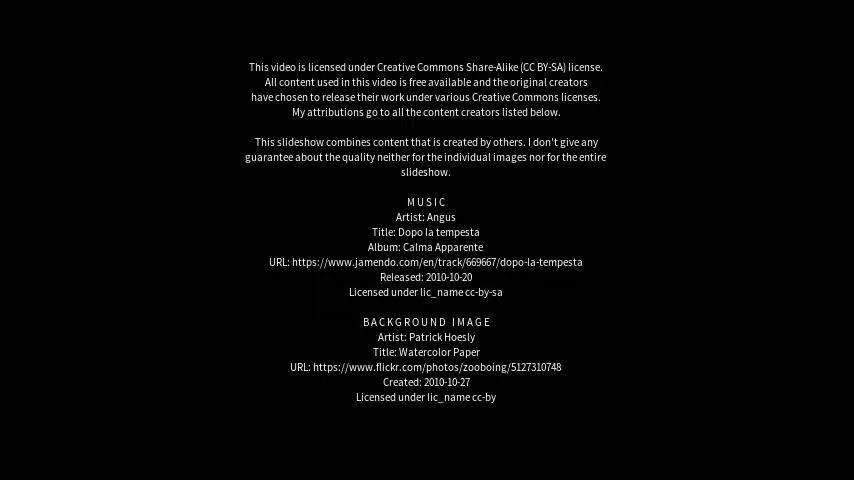 This video is licensed under Creative Commons Share-Alike (CC BY-SA) license.
All content used in this video is free available and the original creators
have chosen to release their work under various Creative Commons licenses.
My attributions go to all the content creators listed below.
This slideshow combines content that is created by others. I don't give any
guarantee about the quality neither for the individual images nor for the entire
slideshow.
MUSIC
Artist: Angus
Title: Dopo la tempesta
Album: Calma Apparente
URL: https://www.jamendo.com/en/track/669667/dopo-la-tempesta
Released: 2010-10-20
Licensed under lic_name cc-by-sa
BACKGROUND IMAGE
Artist: Patrick Hoesly
Title: Watercolor Paper
URL: https://www.flickr.com/photos/zooboing/5127310748
Created: 2010-10-27
Licensed under lic_name cc-by